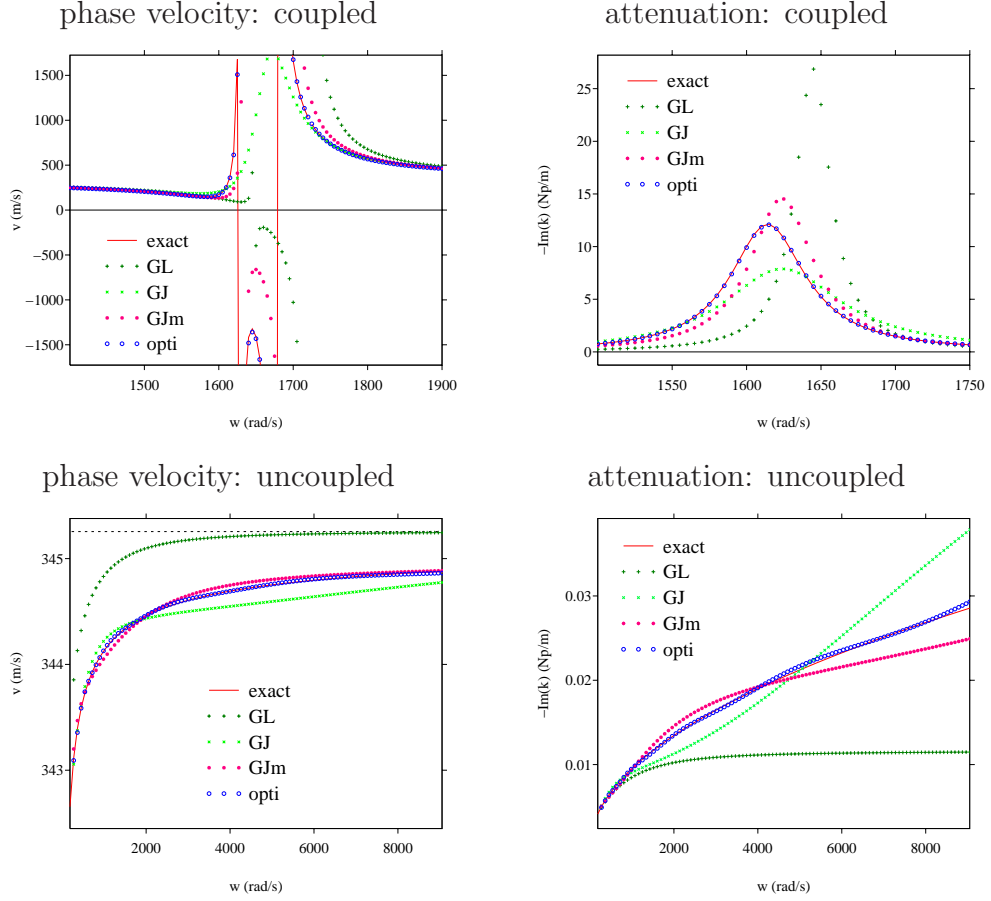 phase velocity: coupled
v (m/s)
1500
1000
500
0
−500
−1000
−1500
exact
GL
GJ
GJm
opti
1500
1600
1700
1800
1900
w (rad/s)
attenuation: coupled
−Im(k) (Np/m)
25
20
15
10
5
0
exact
GL
GJ
GJm
opti
1550
1600
1650
1700
1750
w (rad/s)
phase velocity: uncoupled
v (m/s)
345
344
343
exact
GL
GJ
GJm
opti
2000
4000
6000
8000
w (rad/s)
attenuation: uncoupled
−Im(k) (Np/m)
0.03
0.02
0.01
exact
GL
GJ
GJm
opti
2000
4000
6000
8000
w (rad/s)